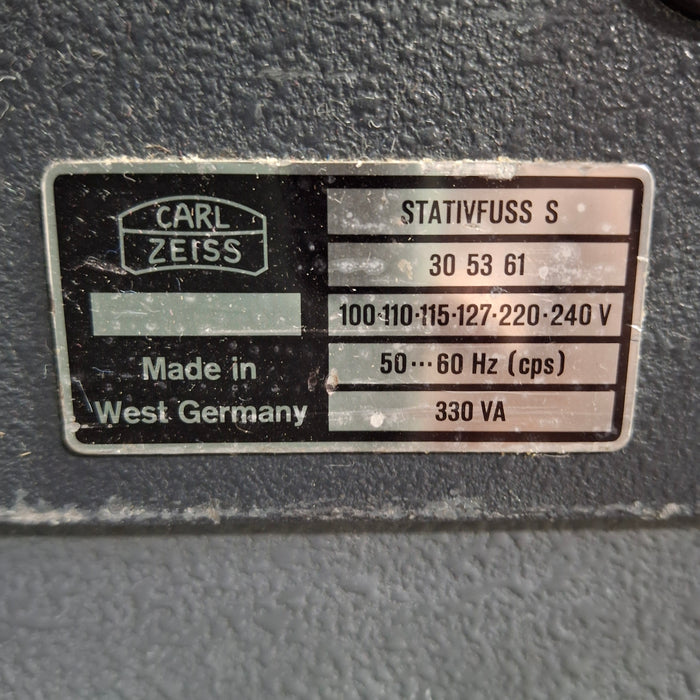 CARL
ZEISS
Made in
West Germany
STATIVFUSS S
30 53 61
100·110·115·127·220·240 V
50···60 Hz (cps)
330 VA